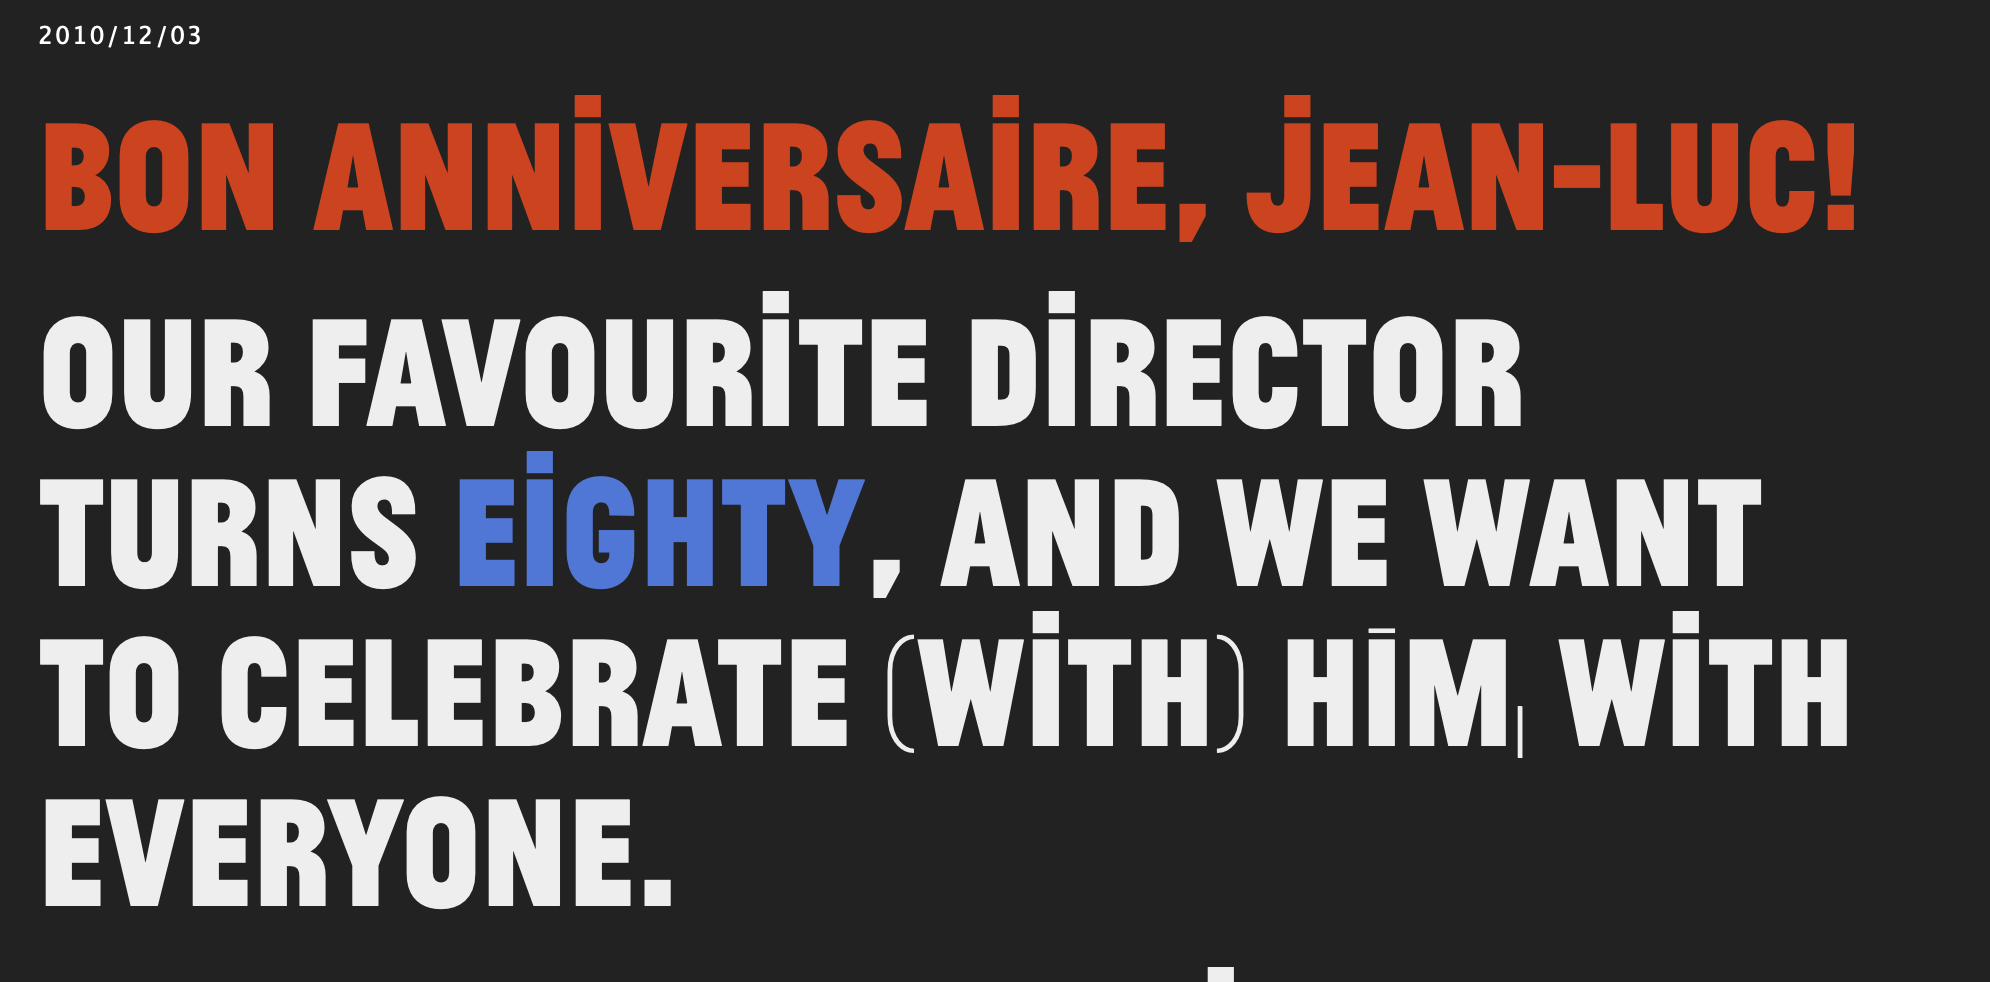 2010/12/03
BON ANNİVERSAİRE, jEAN-LUC!
OUR FAVOURİTE DİRECTOR
TURNS EİGHTY, AND WE WANT
TO CELEBRATE (WİTH) HĪM, WİTH
EVERYONE.